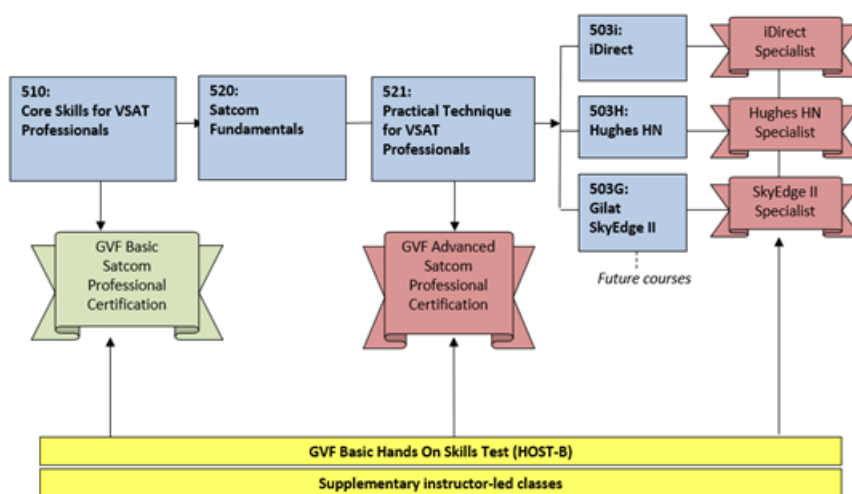 510:
Core Skills for VSAT
Professionals
520:
Satcom
Fundamentals
521:
Practical Technique
for VSAT
Professionals
503i:
iDirect
iDirect
Specialist
503H:
Hughes HN
Hughes HN
Specialist
503G:
Gilat
SkyEdge II
SkyEdge II
Specialist
Future courses
GVF Basic
Satcom
Professional
Certification
GVF Advanced
Satcom
Professional
Certification
GVF Basic Hands On Skills Test (HOST-B)
Supplementary instructor-led classes